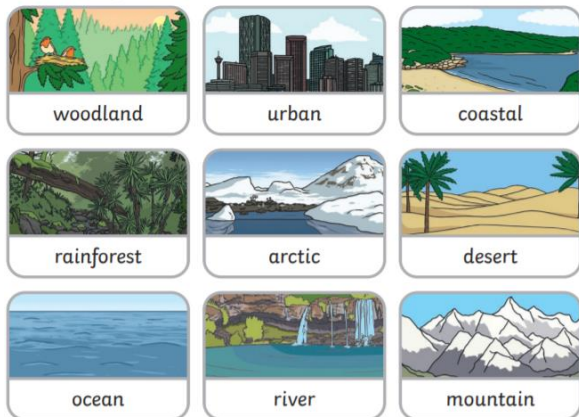 woodland
urban
coastal
rainforest
arctic
desert
ocean
river
mountain